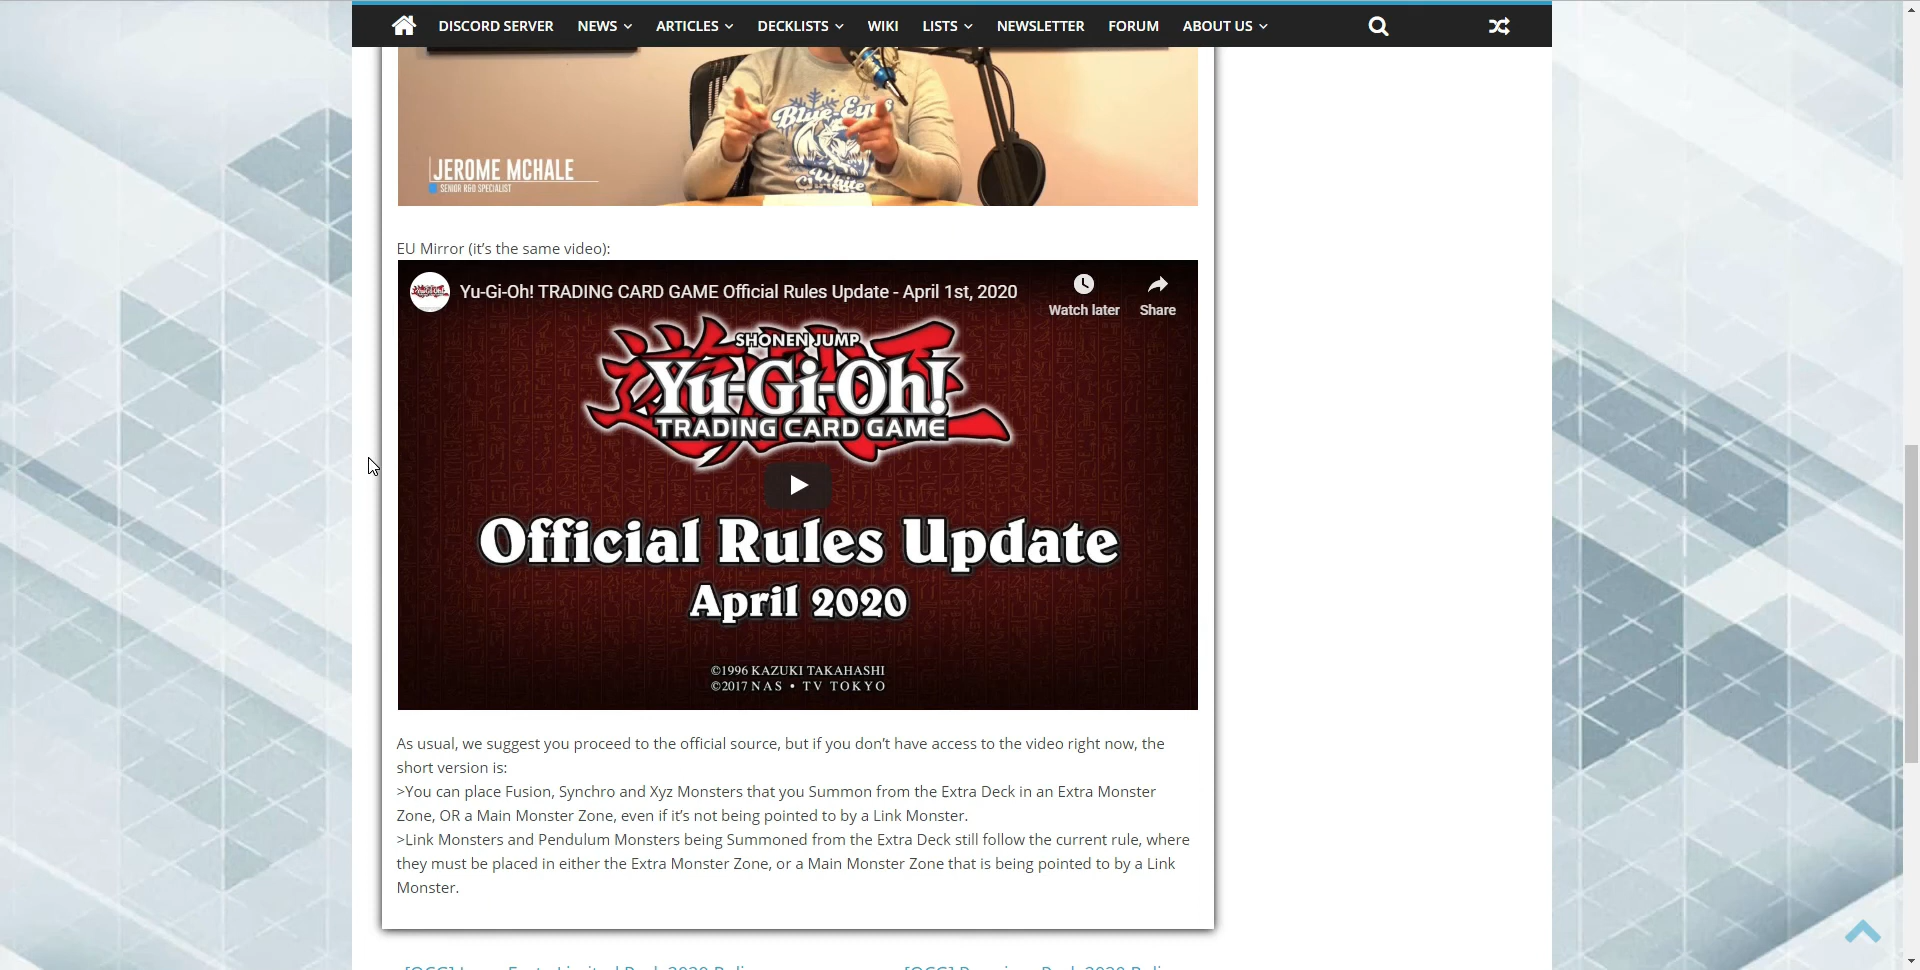 DISCORD SERVER NEWS ARTICLES DECKLISTS WIKI LISTS NEWSLETTER FORUM ABOUT US
Blue-Eyes
White
JEROME MCHALE
SENIOR R&D SPECIALIST
EU Mirror (it’s the same video):
Yu-Gi-Oh! TRADING CARD GAME Official Rules Update - April 1st, 2020
Watch later Share
SHONEN JUMP
Yu-Gi-Oh!
TRADING CARD GAME
Official Rules Update
April 2020
©1996 KAZUKI TAKAHASHI
©2017 NAS • TV TOKYO
As usual, we suggest you proceed to the official source, but if you don’t have access to the video right now, the
short version is:
>You can place Fusion, Synchro and Xyz Monsters that you Summon from the Extra Deck in an Extra Monster
Zone, OR a Main Monster Zone, even if it’s not being pointed to by a Link Monster.
>Link Monsters and Pendulum Monsters being Summoned from the Extra Deck still follow the current rule, where
they must be placed in either the Extra Monster Zone, or a Main Monster Zone that is being pointed to by a Link
Monster.